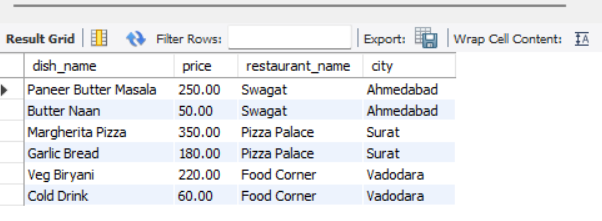 Result Grid Filter Rows: Export: Wrap Cell Content:
dish_name price restaurant_name city
Paneer Butter Masala 250.00 Swagat Ahmedabad
Butter Naan 50.00 Swagat Ahmedabad
Margherita Pizza 350.00 Pizza Palace Surat
Garlic Bread 180.00 Pizza Palace Surat
Veg Biryani 220.00 Food Corner Vadodara
Cold Drink 60.00 Food Corner Vadodara